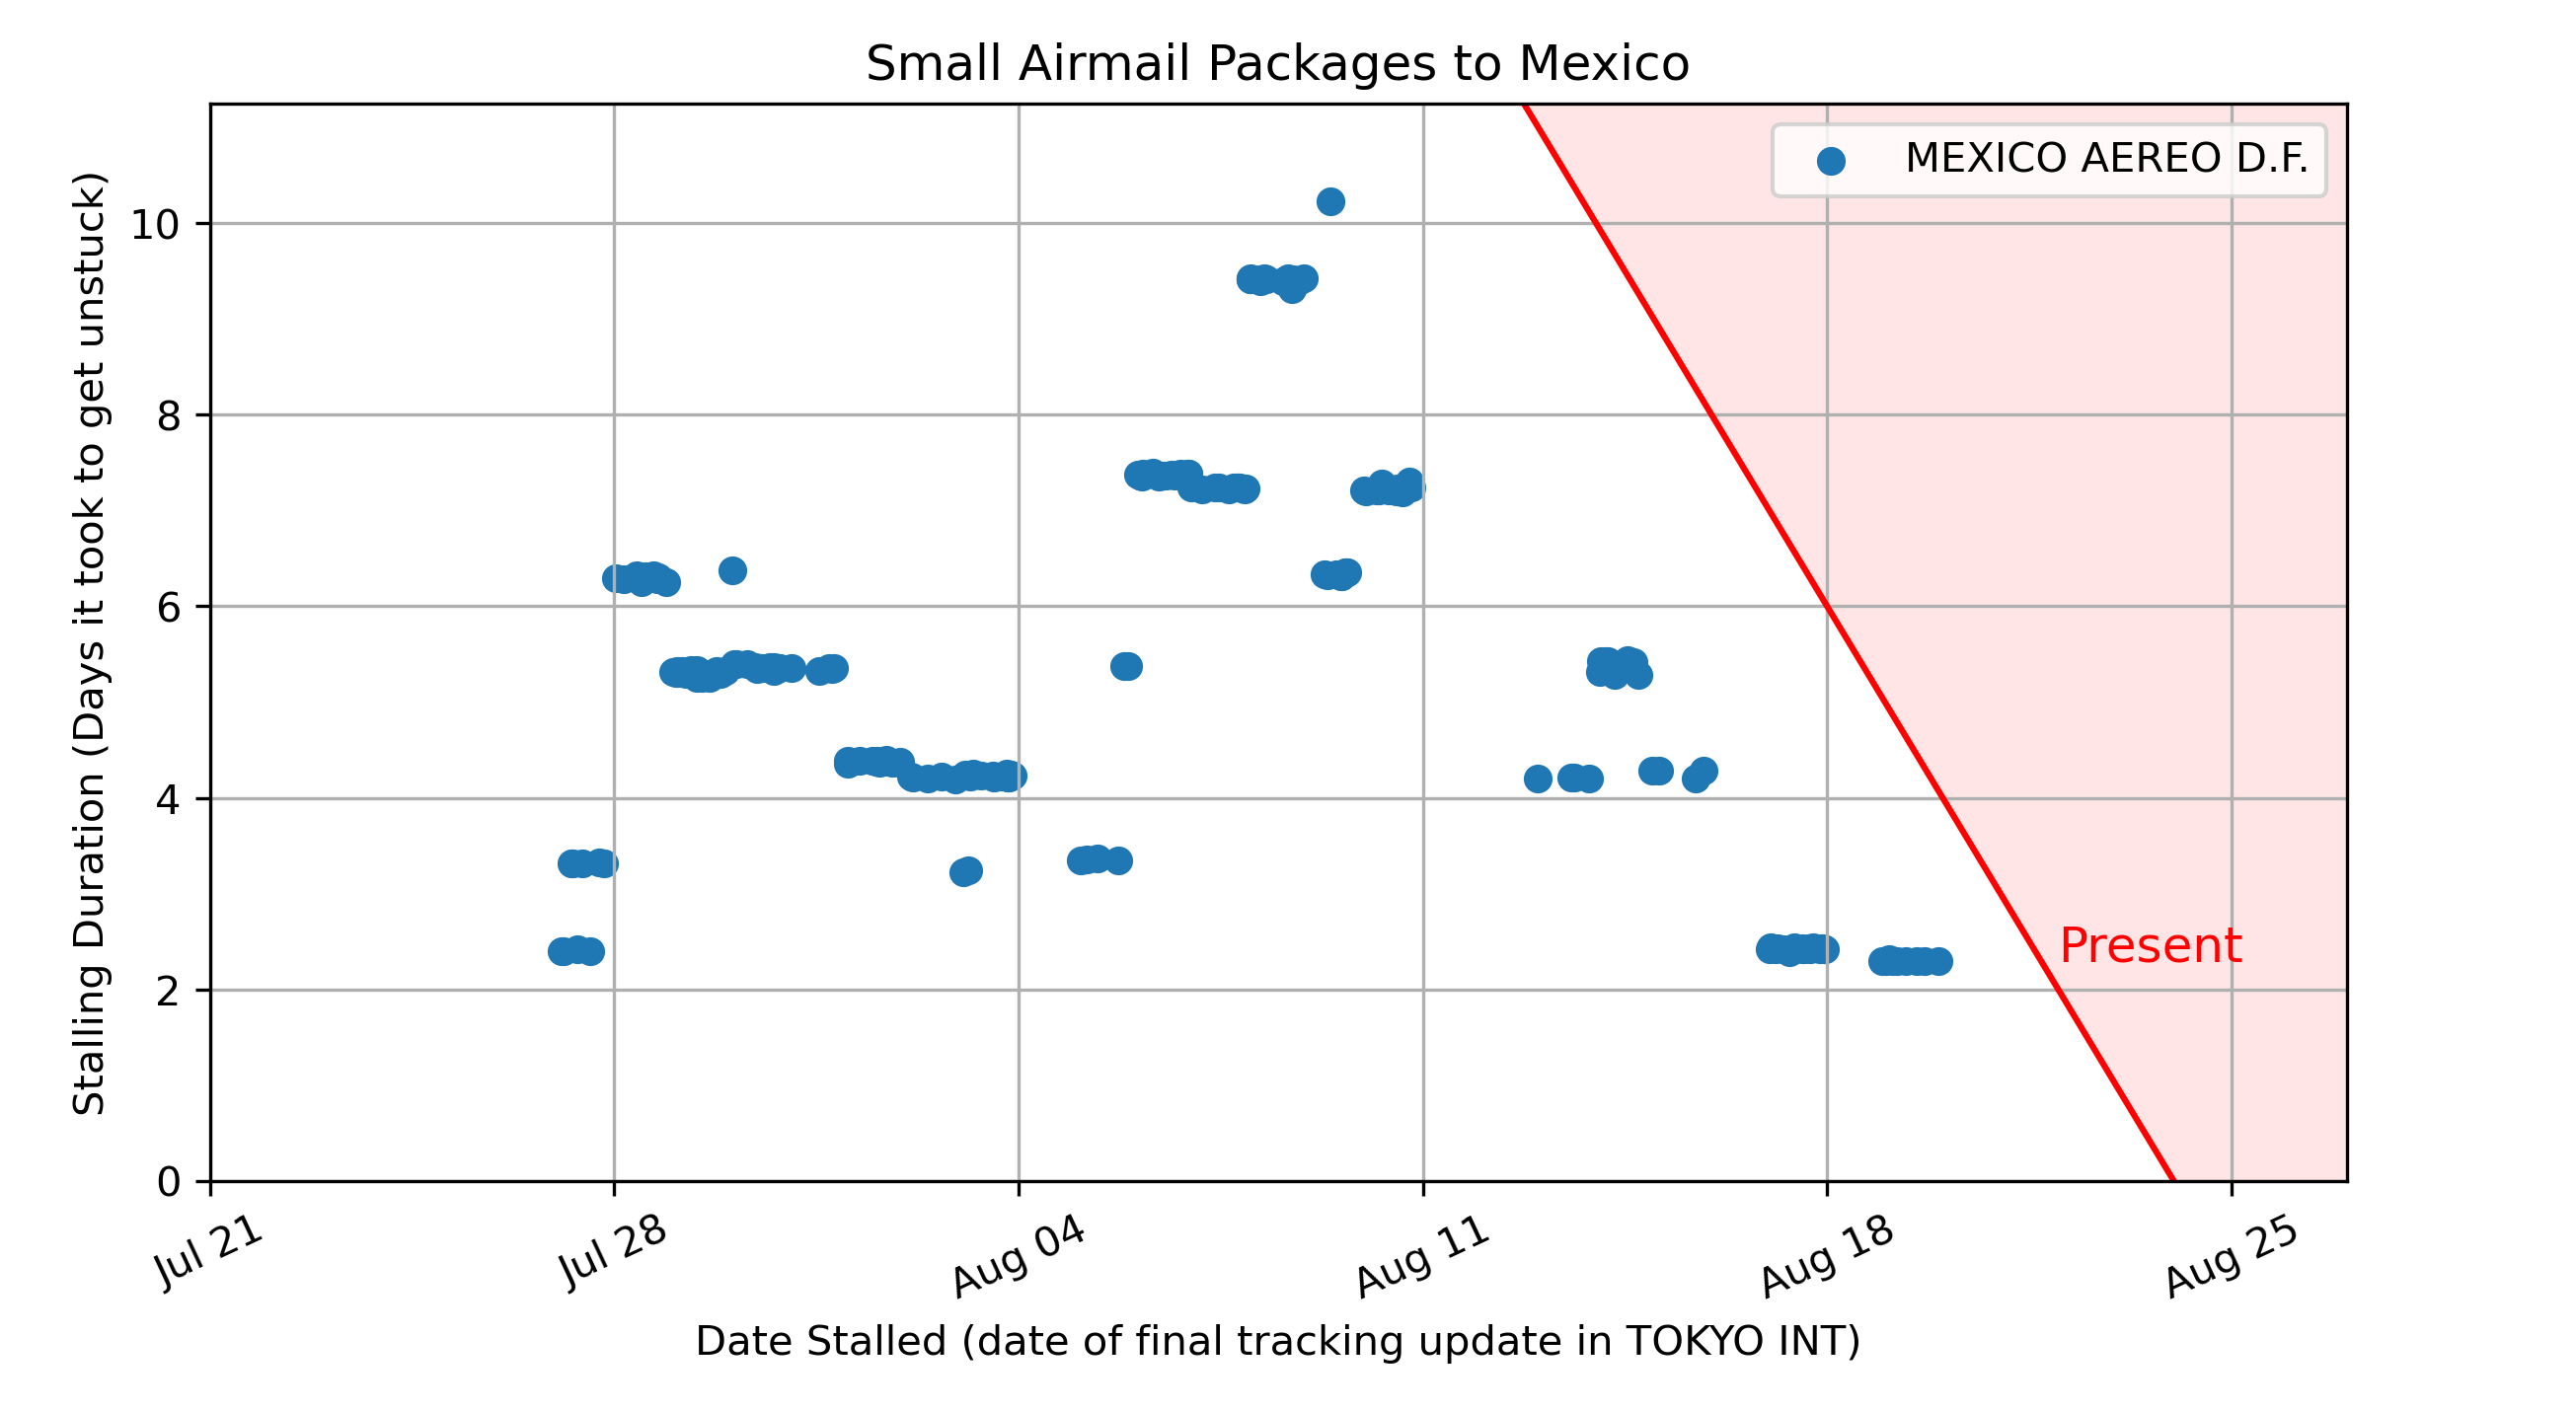 Small Airmail Packages to Mexico
MEXICO AEREO D.F.
Stalling Duration (Days it took to get unstuck)
10
8
6
4
2
0
Present
Jul 21
Jul 28
Aug 04
Aug 11
Aug 18
Aug 25
Date Stalled (date of final tracking update in TOKYO INT)